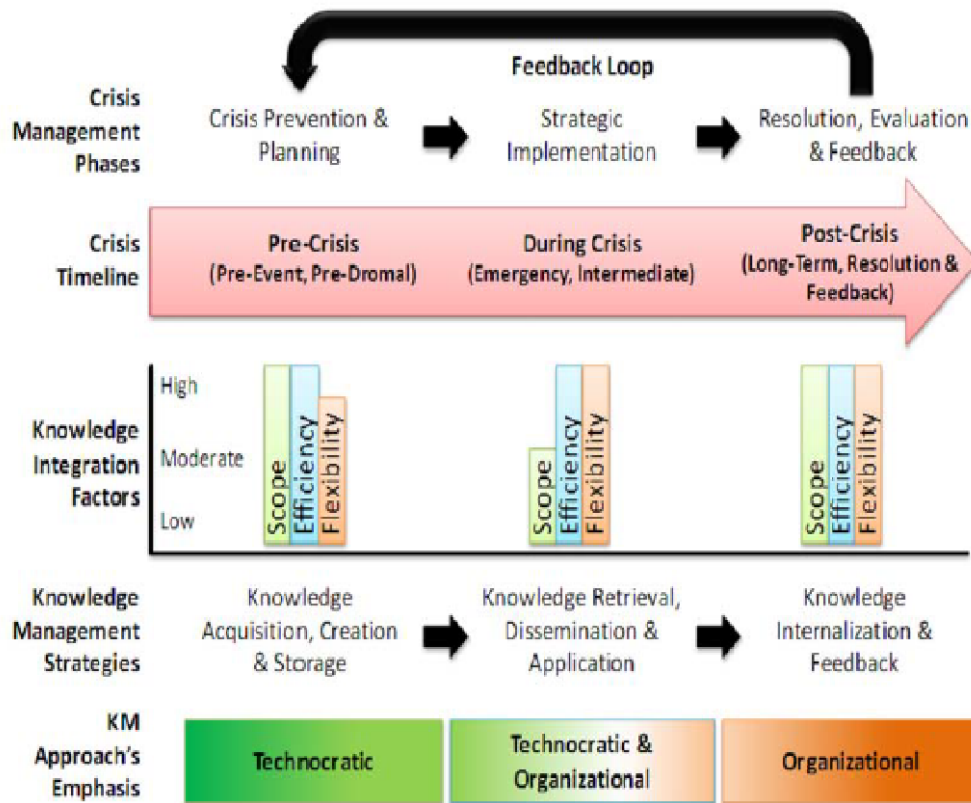 Feedback Loop
Crisis
Management
Phases
Crisis Prevention &
Planning
Strategic
Implementation
Resolution, Evaluation
& Feedback
Crisis
Timeline
Pre-Crisis
(Pre-Event, Pre-Dromal)
During Crisis
(Emergency, Intermediate)
Post-Crisis
(Long-Term, Resolution &
Feedback)
Knowledge
Integration
Factors
High
Moderate
Low
Scope
Efficiency
Flexibility
Scope
Efficiency
Flexibility
Scope
Efficiency
Flexibility
Knowledge
Management
Strategies
Knowledge
Acquisition, Creation
& Storage
Knowledge Retrieval,
Dissemination &
Application
Knowledge
Internalization &
Feedback
KM
Approach's
Emphasis
Technocratic
Technocratic &
Organizational
Organizational